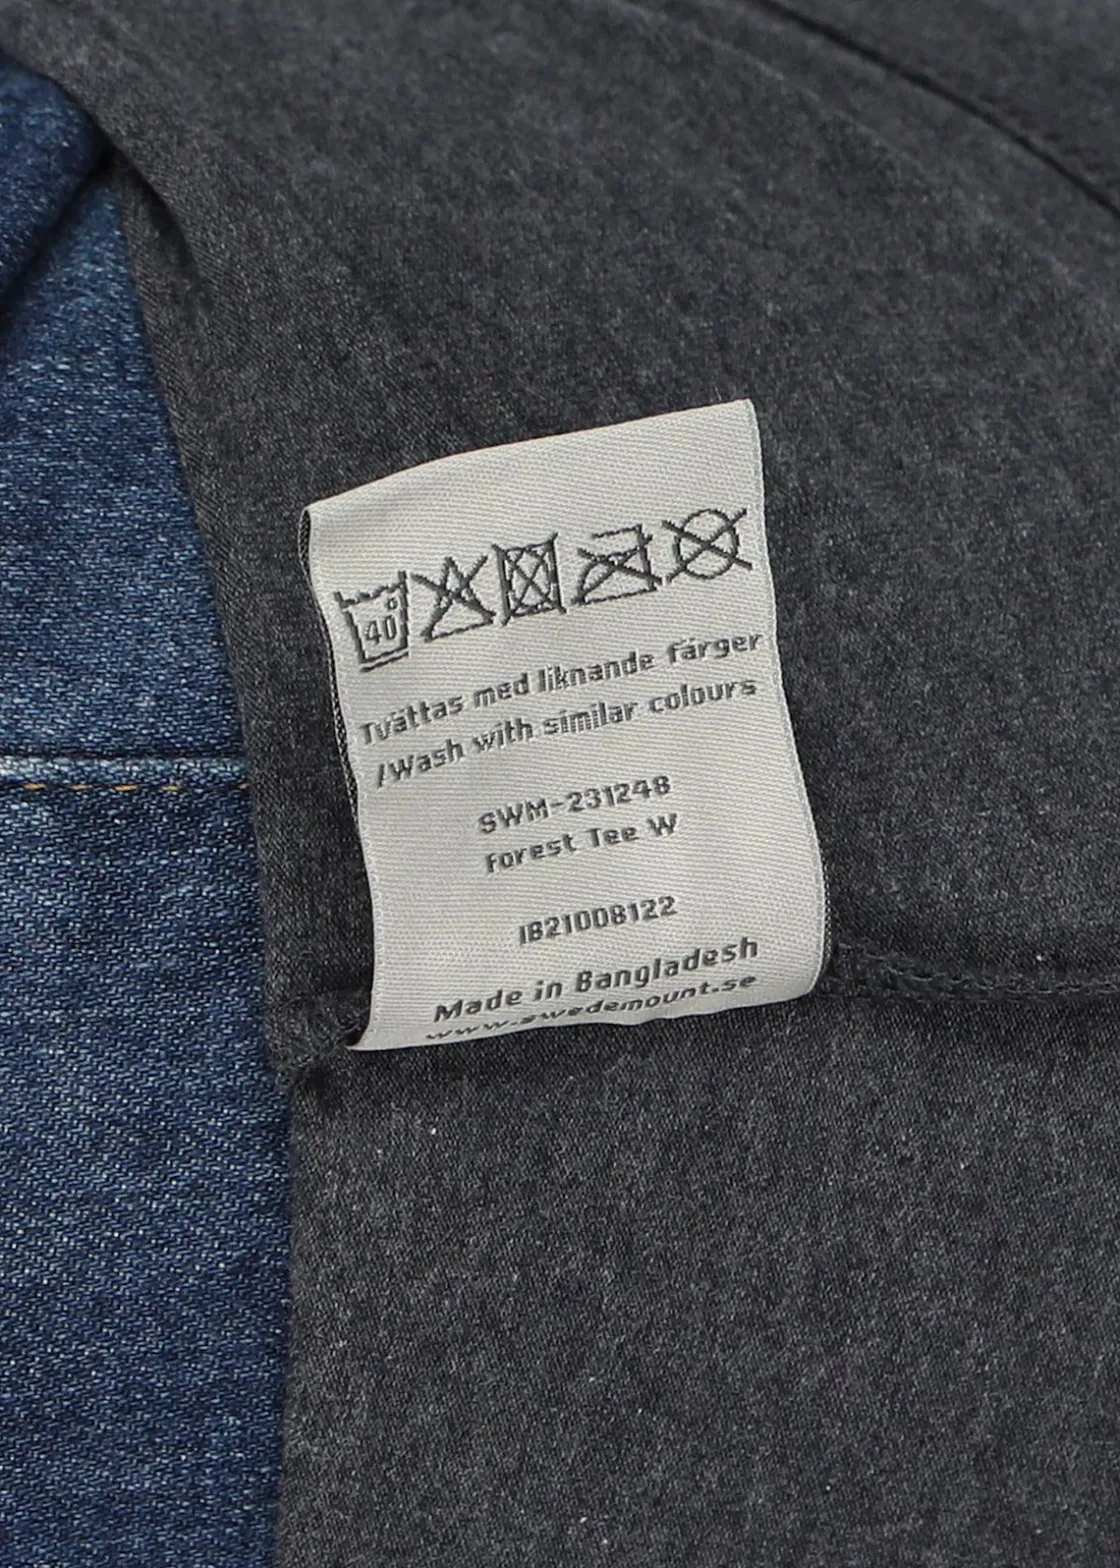 40°
Tvättas med liknande färger
/Wash with similar colours
SWM-231248
Forest Tee W
IB21008122
Made in Bangladesh
www.swedemount.se